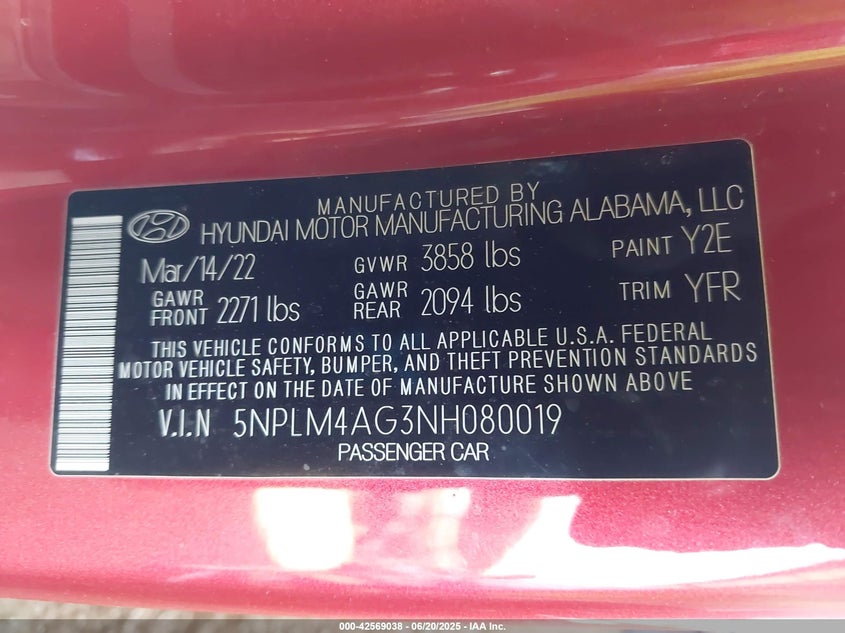 MANUFACTURED BY
HYUNDAI MOTOR MANUFACTURING ALABAMA, LLC
Mar/14/22 GVWR 3858 lbs PAINT Y2E
GAWR FRONT 2271 lbs GAWR REAR 2094 lbs TRIM YFR
THIS VEHICLE CONFORMS TO ALL APPLICABLE U.S.A. FEDERAL
MOTOR VEHICLE SAFETY, BUMPER, AND THEFT PREVENTION STANDARDS
IN EFFECT ON THE DATE OF MANUFACTURE SHOWN ABOVE
V.I.N 5NPLM4AG3NH080019
PASSENGER CAR
000-42569038 - 06/20/2025 - IAA Inc.